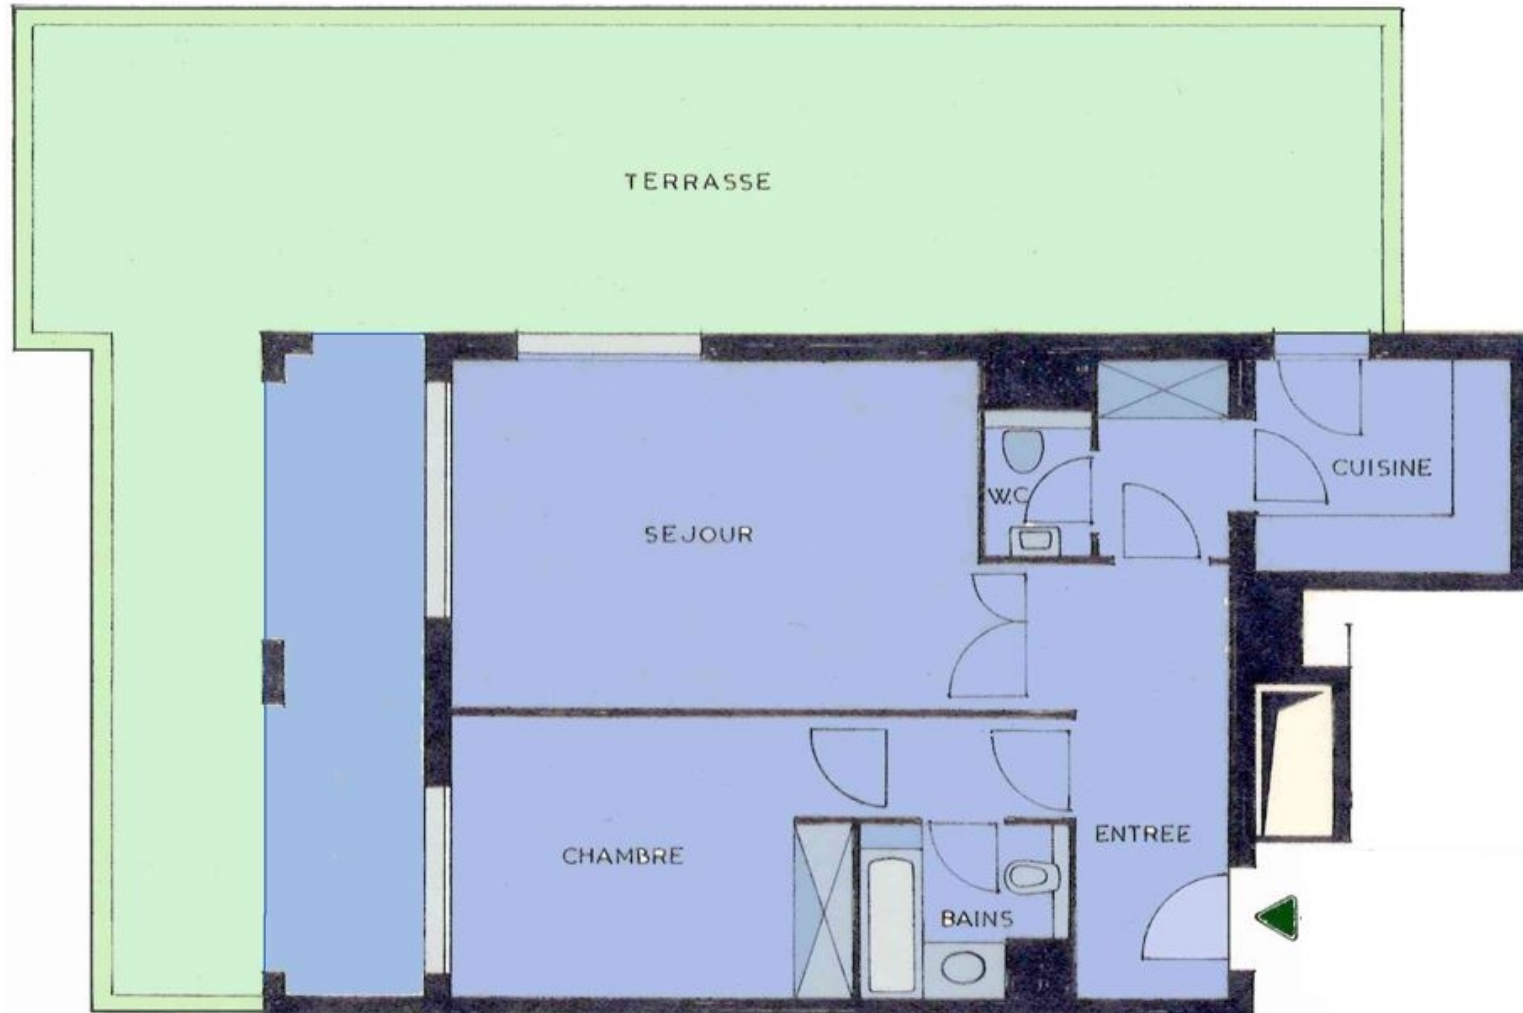 TERRASSE
CUISINE
W.C
SEJOUR
ENTREE
CHAMBRE
BAINS